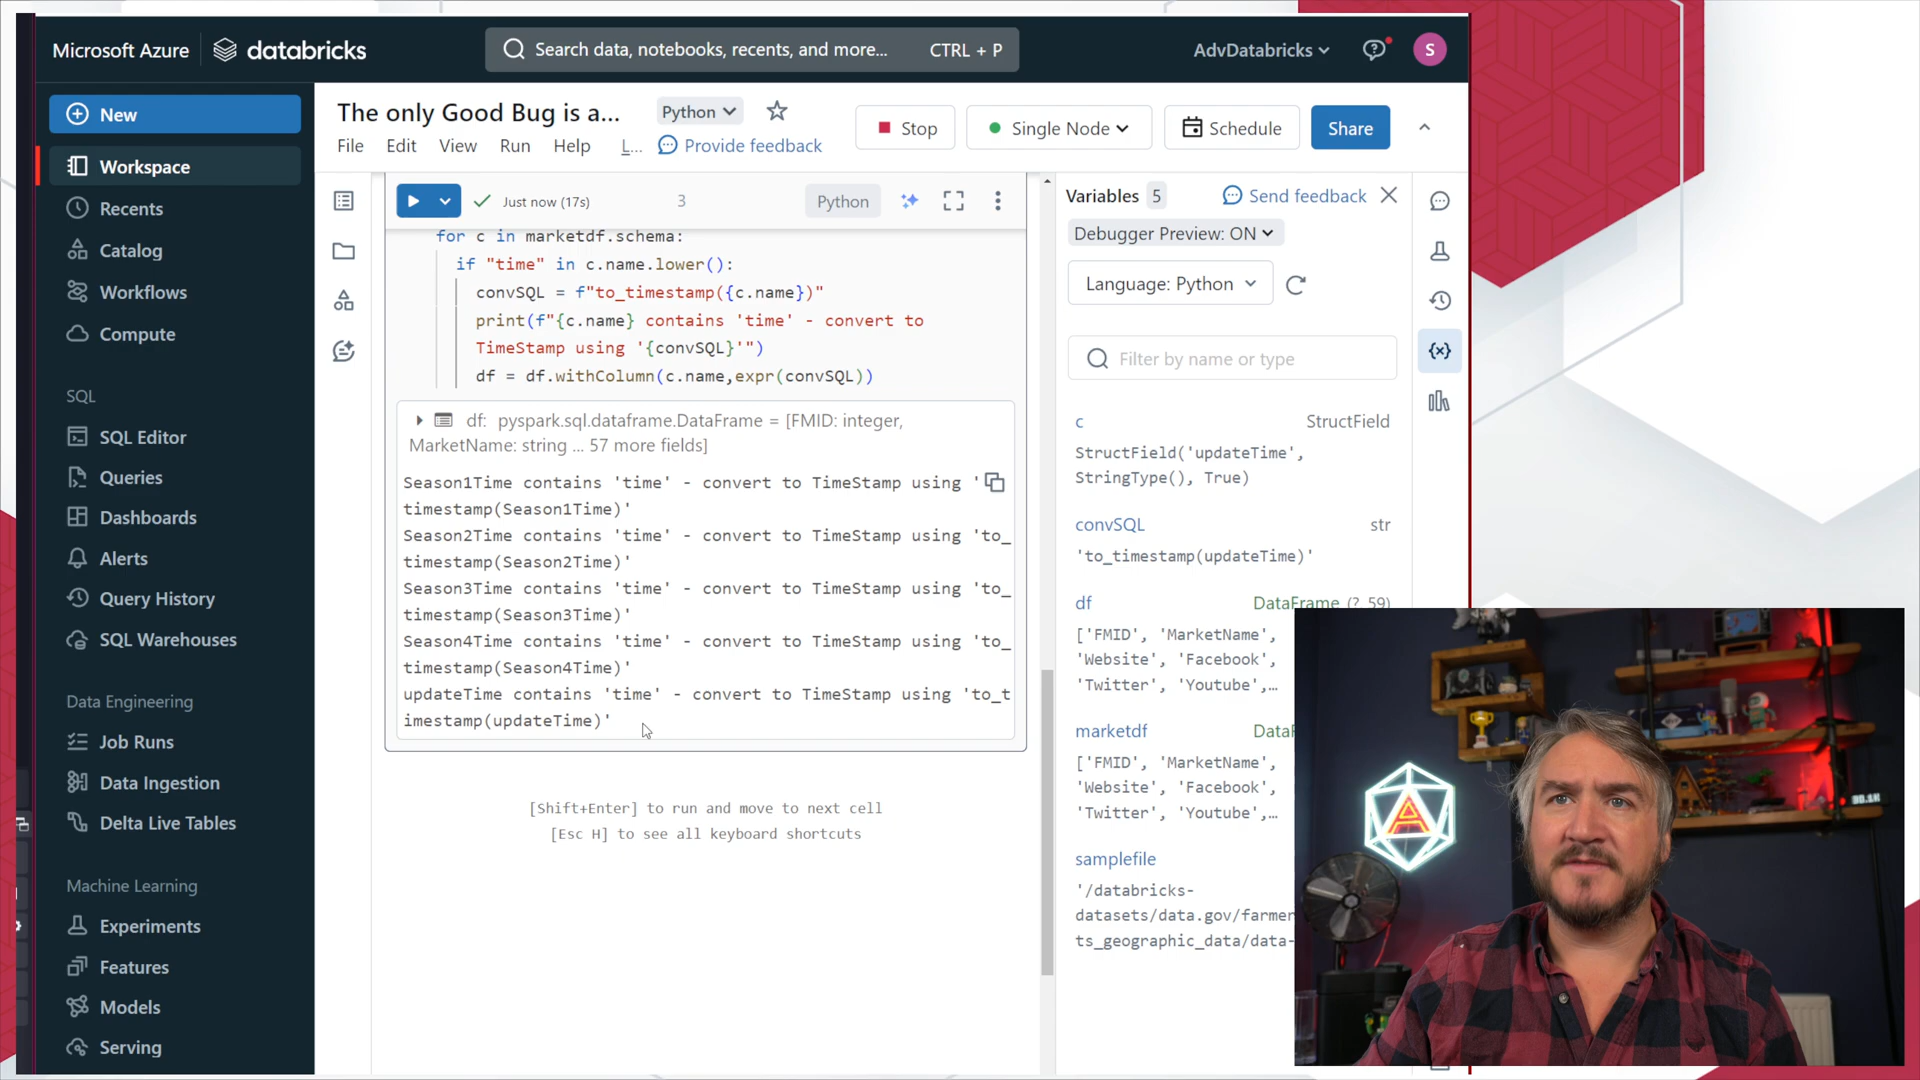 Microsoft Azure
databricks
Search data, notebooks, recents, and more... CTRL + P
AdvDatabricks
S
New
Workspace
Recents
Catalog
Workflows
Compute
SQL
SQL Editor
Queries
Dashboards
Alerts
Query History
SQL Warehouses
Data Engineering
Job Runs
Data Ingestion
Delta Live Tables
Machine Learning
Experiments
Features
Models
Serving
The only Good Bug is a...
Python
File Edit View Run Help L...
Provide feedback
Stop
Single Node
Schedule
Share
Just now (17s)
3
Python
for c in marketdf.schema:
if "time" in c.name.lower():
convSQL = f"to_timestamp({c.name})"
print(f"{c.name} contains 'time' - convert to
TimeStamp using '{convSQL}'")
df = df.withColumn(c.name,expr(convSQL))
df: pyspark.sql.dataframe.DataFrame = [FMID: integer,
MarketName: string ... 57 more fields]
Season1Time contains 'time' - convert to TimeStamp using '
timestamp(Season1Time)'
Season2Time contains 'time' - convert to TimeStamp using 'to_
timestamp(Season2Time)'
Season3Time contains 'time' - convert to TimeStamp using 'to_
timestamp(Season3Time)'
Season4Time contains 'time' - convert to TimeStamp using 'to_
timestamp(Season4Time)'
updateTime contains 'time' - convert to TimeStamp using 'to_t
imestamp(updateTime)'
[Shift+Enter] to run and move to next cell
[Esc H] to see all keyboard shortcuts
Variables 5
Send feedback
Debugger Preview: ON
Language: Python
Filter by name or type
c StructField
StructField('updateTime',
StringType(), True)
convSQL str
'to_timestamp(updateTime)'
df DataFrame (?, 59)
['FMID', 'MarketName',
'Website', 'Facebook',
'Twitter', 'Youtube',...
marketdf
['FMID', 'MarketName',
'Website', 'Facebook',
'Twitter', 'Youtube',...
samplefile
'/databricks-
datasets/data.gov/farmer
ts_geographic_data/data-
A